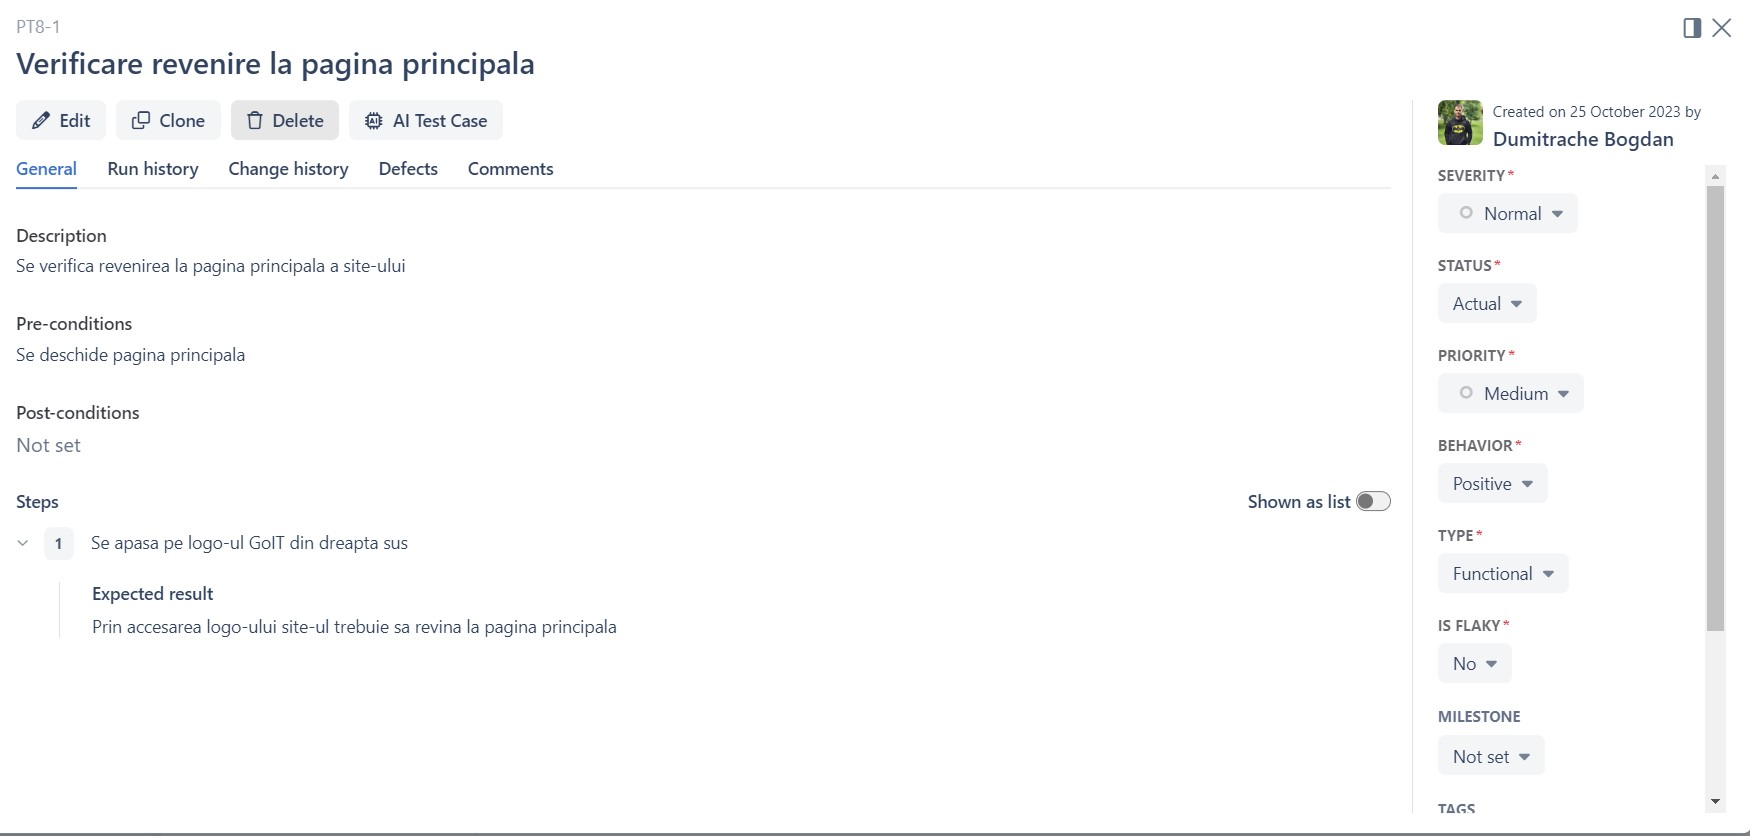 PT8-1
Verificare revenire la pagina principala
Edit
Clone
Delete
AI Test Case
General
Run history
Change history
Defects
Comments
Description
Se verifica revenirea la pagina principala a site-ului
Pre-conditions
Se deschide pagina principala
Post-conditions
Not set
Steps
Shown as list
1
Se apasa pe logo-ul GoIT din dreapta sus
Expected result
Prin accesarea logo-ului site-ul trebuie sa revina la pagina principala
Created on 25 October 2023 by
Dumitrache Bogdan
SEVERITY*
Normal
STATUS*
Actual
PRIORITY*
Medium
BEHAVIOR*
Positive
TYPE*
Functional
IS FLAKY*
No
MILESTONE
Not set
TAGS